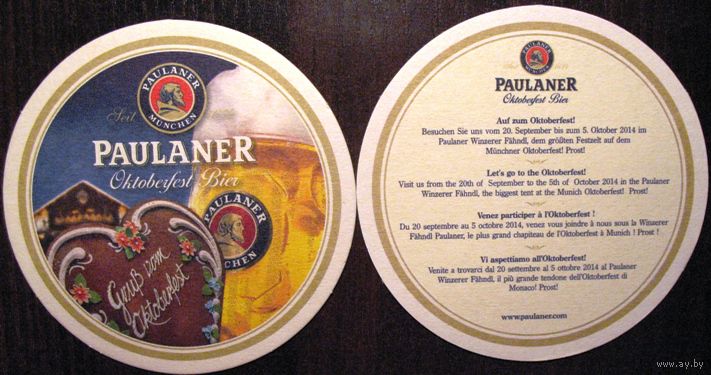 PAULANER
MÜNCHEN
Seit
PAULANER
Oktoberfest Bier
PAULANER
MÜNCHEN
Gruß vom
Oktoberfest
PAULANER
Oktoberfest Bier
Auf zum Oktoberfest!
Besuchen Sie uns vom 20. September bis zum 5. Oktober 2014 im
Paulaner Winzerer Fähndl, dem größten Festzelt auf dem
Münchner Oktoberfest! Prost!
Let's go to the Oktoberfest!
Visit us from the 20th of September to the 5th of October 2014 in the Paulaner
Winzerer Fähndl, the biggest tent at the Munich Oktoberfest! Prost!
Venez participer à l'Oktoberfest !
Du 20 septembre au 5 octobre 2014, venez vous joindre à nous sous la Winzerer
Fähndl Paulaner, le plus grand chapiteau de l'Oktoberfest à Munich ! Prost !
Vi aspettiamo all'Oktoberfest!
Venite a trovarci dal 20 settembre al 5 ottobre 2014 al Paulaner
Winzerer Fähndl, il più grande tendone dell'Oktoberfest di
Monaco! Prost!
www.paulaner.com
www.ay.by